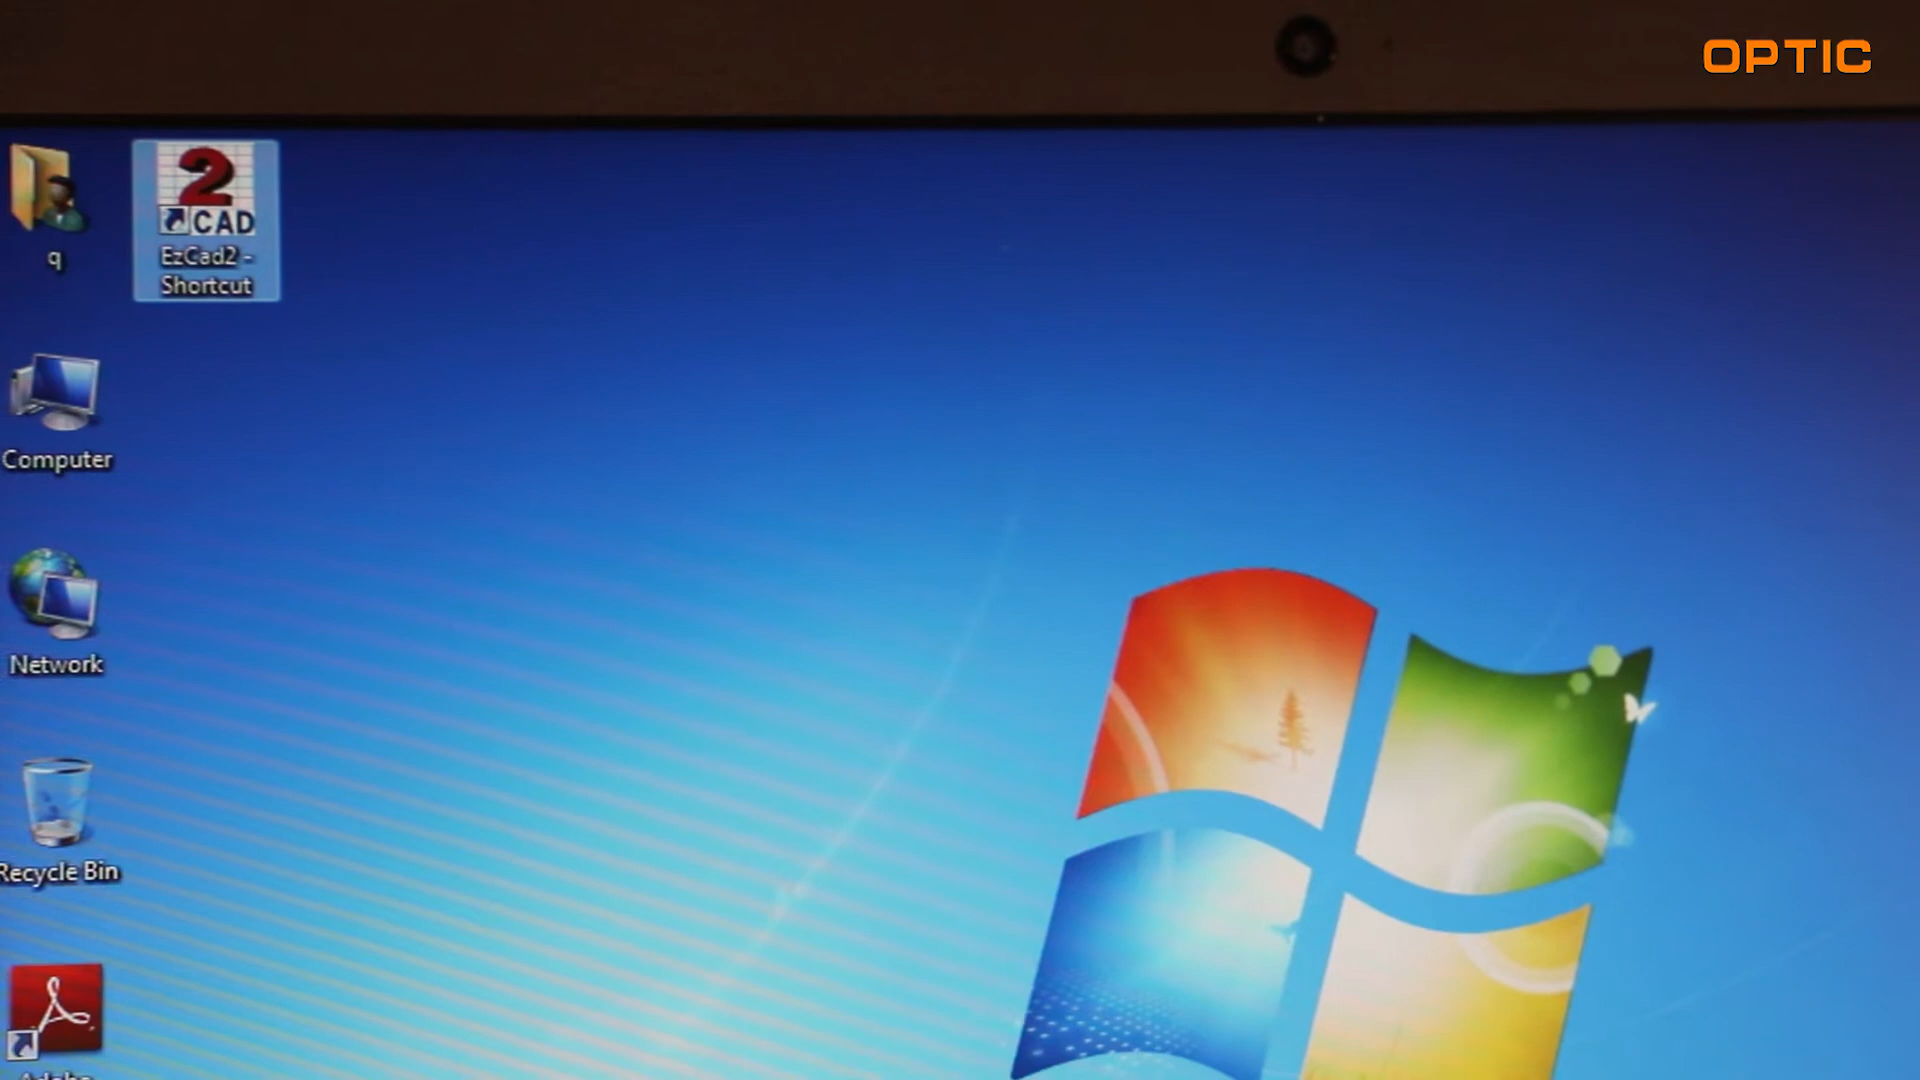 OPTIC
2
CAD
q
EzCad2 -
Shortcut
Computer
Network
Recycle Bin